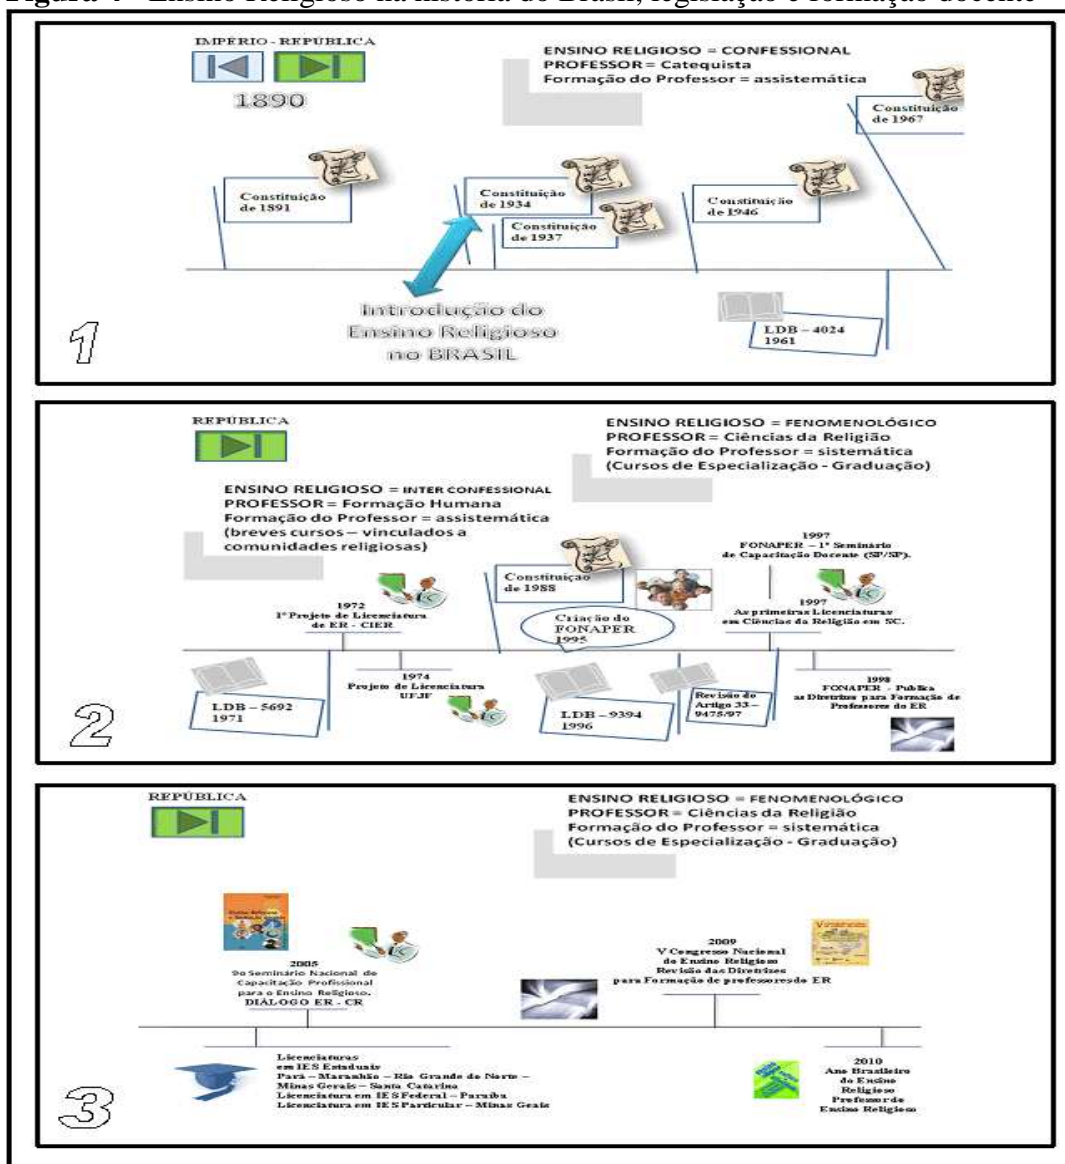 Ensino Religioso na história do Brasil, legislação e formação docente
IMPÉRIO - REPÚBLICA
1890
ENSINO RELIGIOSO = CONFESSIONAL
PROFESSOR = Catequista
Formação do Professor = assistemática
Constituição
de 1967
Constituição
de 1891
Constituição
de 1934
Constituição
de 1937
Constituição
de 1946
Introdução do
Ensino Religioso
no BRASIL
LDB – 4024
1961
1
REPÚBLICA
ENSINO RELIGIOSO = FENOMENOLÓGICO
PROFESSOR = Ciências da Religião
Formação do Professor = sistemática
(Cursos de Especialização - Graduação)
ENSINO RELIGIOSO = INTER CONFESSIONAL
PROFESSOR = Formação Humana
Formação do Professor = assistemática
(breves cursos – vinculados a
comunidades religiosas)
1972
1º Projeto de Licenciatura
de ER - CIER
Constituição
de 1988
Criação do
FONAPER
1995
1997
FONAPER – 1º Seminário
de Capacitação Docente (SP/SP).
1997
As primeiras Licenciaturas
em Ciências da Religião em SC.
LDB – 5692
1971
1974
Projeto de Licenciatura
UFJF
LDB – 9394
1996
Revisão do
Artigo 33 –
9475/97
1998
FONAPER - Publica
as Diretrizes para Formação de
Professores do ER
2
REPÚBLICA
ENSINO RELIGIOSO = FENOMENOLÓGICO
PROFESSOR = Ciências da Religião
Formação do Professor = sistemática
(Cursos de Especialização - Graduação)
2005
9o Seminário Nacional de
Capacitação Profissional
para o Ensino Religioso.
DIÁLOGO ER - CR
2009
V Congresso Nacional
do Ensino Religioso
Revisão das Diretrizes
para Formação de professores do ER
Licenciaturas
em IES Estaduais
Pará – Maranhão – Rio Grande do Norte –
Minas Gerais – Santa Catarina
Licenciatura em IES Federal – Paraíba
Licenciatura em IES Particular – Minas Geais
2010
Ano Brasileiro
do Ensino
Religioso
Professor de
Ensino Religioso
3